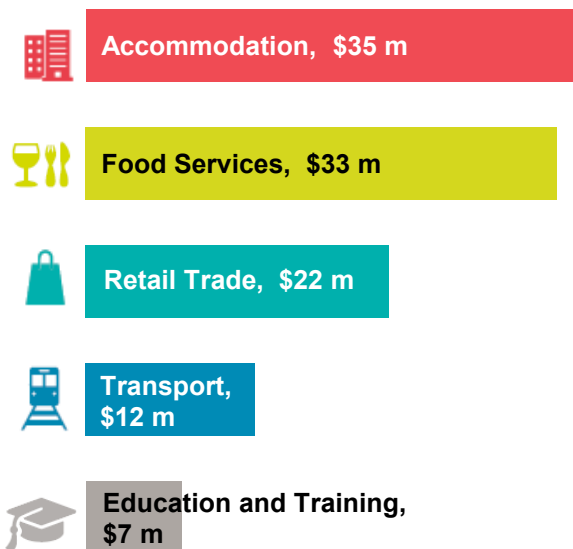 Accommodation, $35 m
Food Services, $33 m
Retail Trade, $22 m
Transport,
$12 m
Education and Training,
$7 m